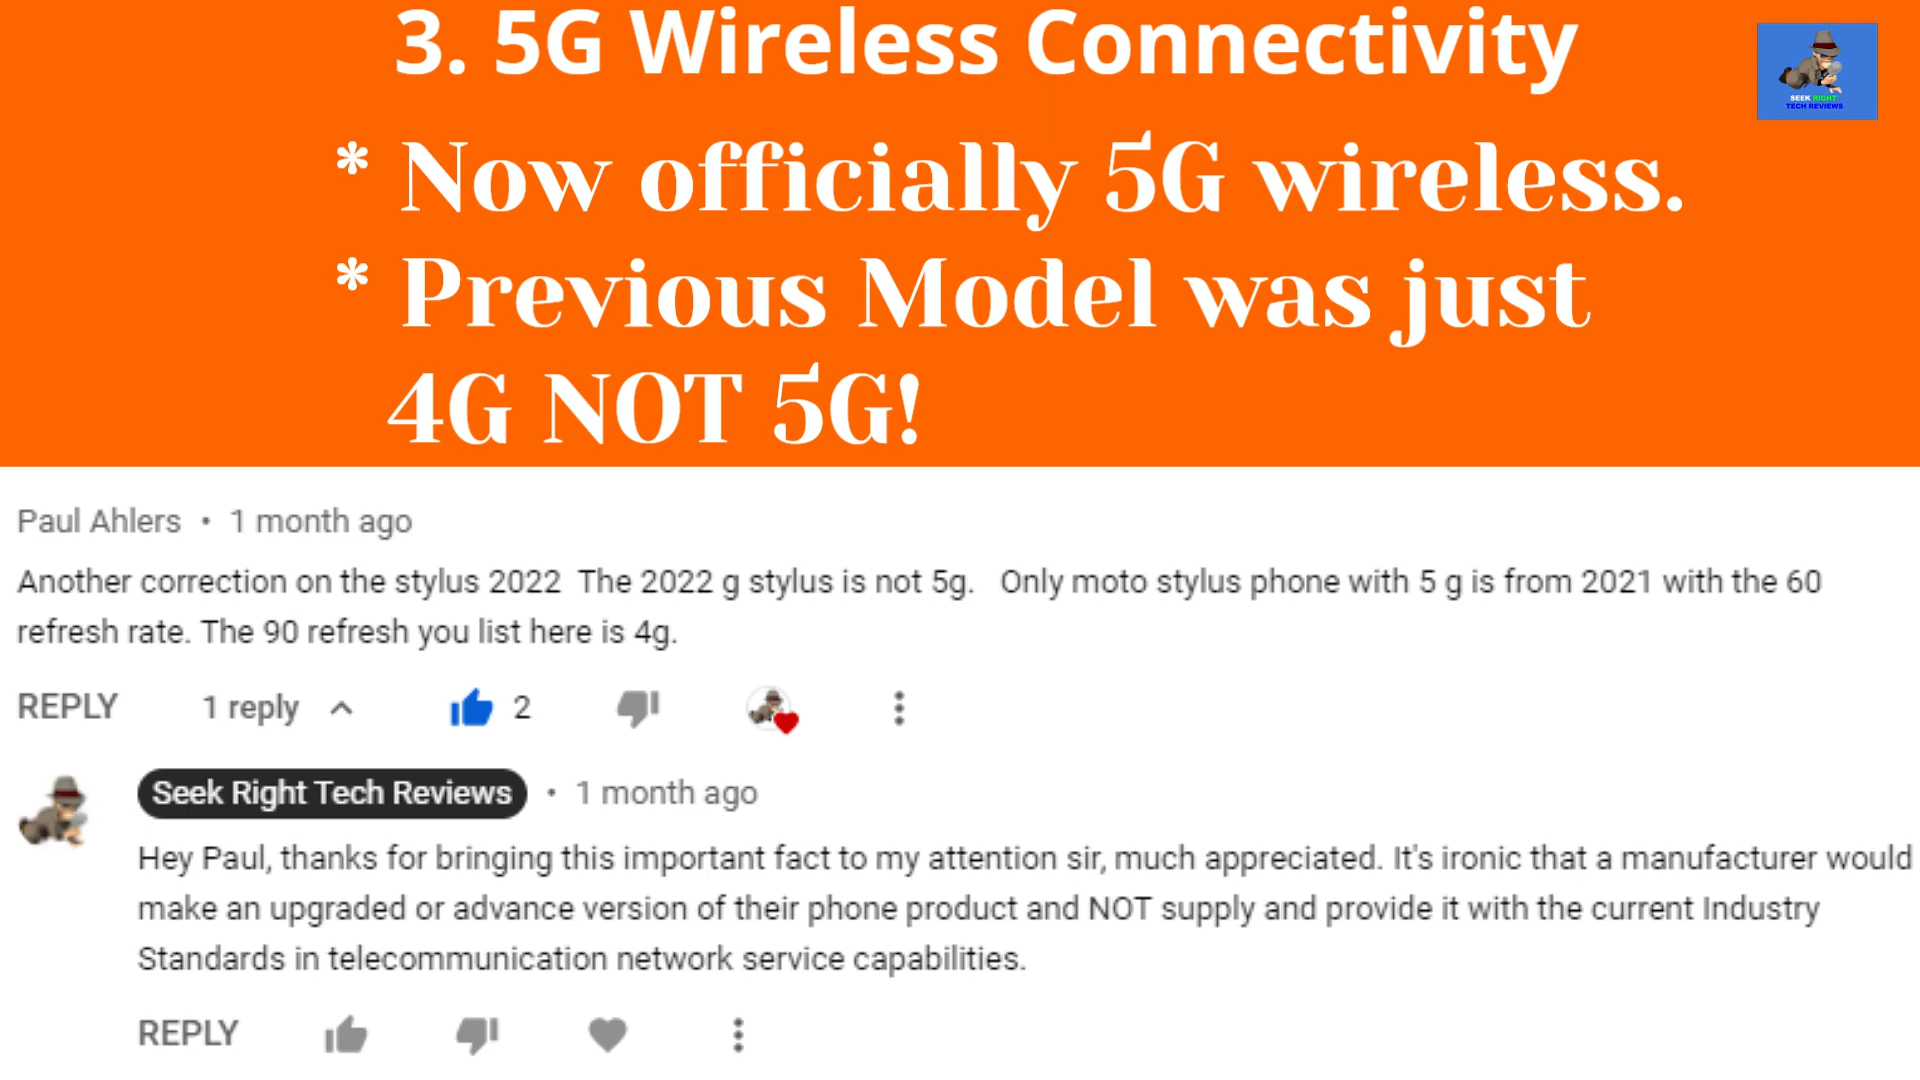 3. 5G Wireless Connectivity
SEEK RIGHT
TECH REVIEWS
* Now officially 5G wireless.
* Previous Model was just
4G NOT 5G!
Paul Ahlers • 1 month ago
Another correction on the stylus 2022 The 2022 g stylus is not 5g. Only moto stylus phone with 5 g is from 2021 with the 60
refresh rate. The 90 refresh you list here is 4g.
REPLY 1 reply 2
Seek Right Tech Reviews • 1 month ago
Hey Paul, thanks for bringing this important fact to my attention sir, much appreciated. It's ironic that a manufacturer would
make an upgraded or advance version of their phone product and NOT supply and provide it with the current Industry
Standards in telecommunication network service capabilities.
REPLY